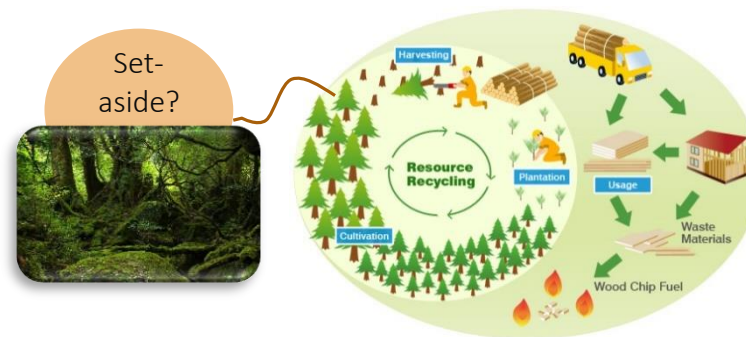 Set-
aside?
Harvesting
Resource
Recycling
Plantation
Usage
Cultivation
Waste
Materials
Wood Chip Fuel